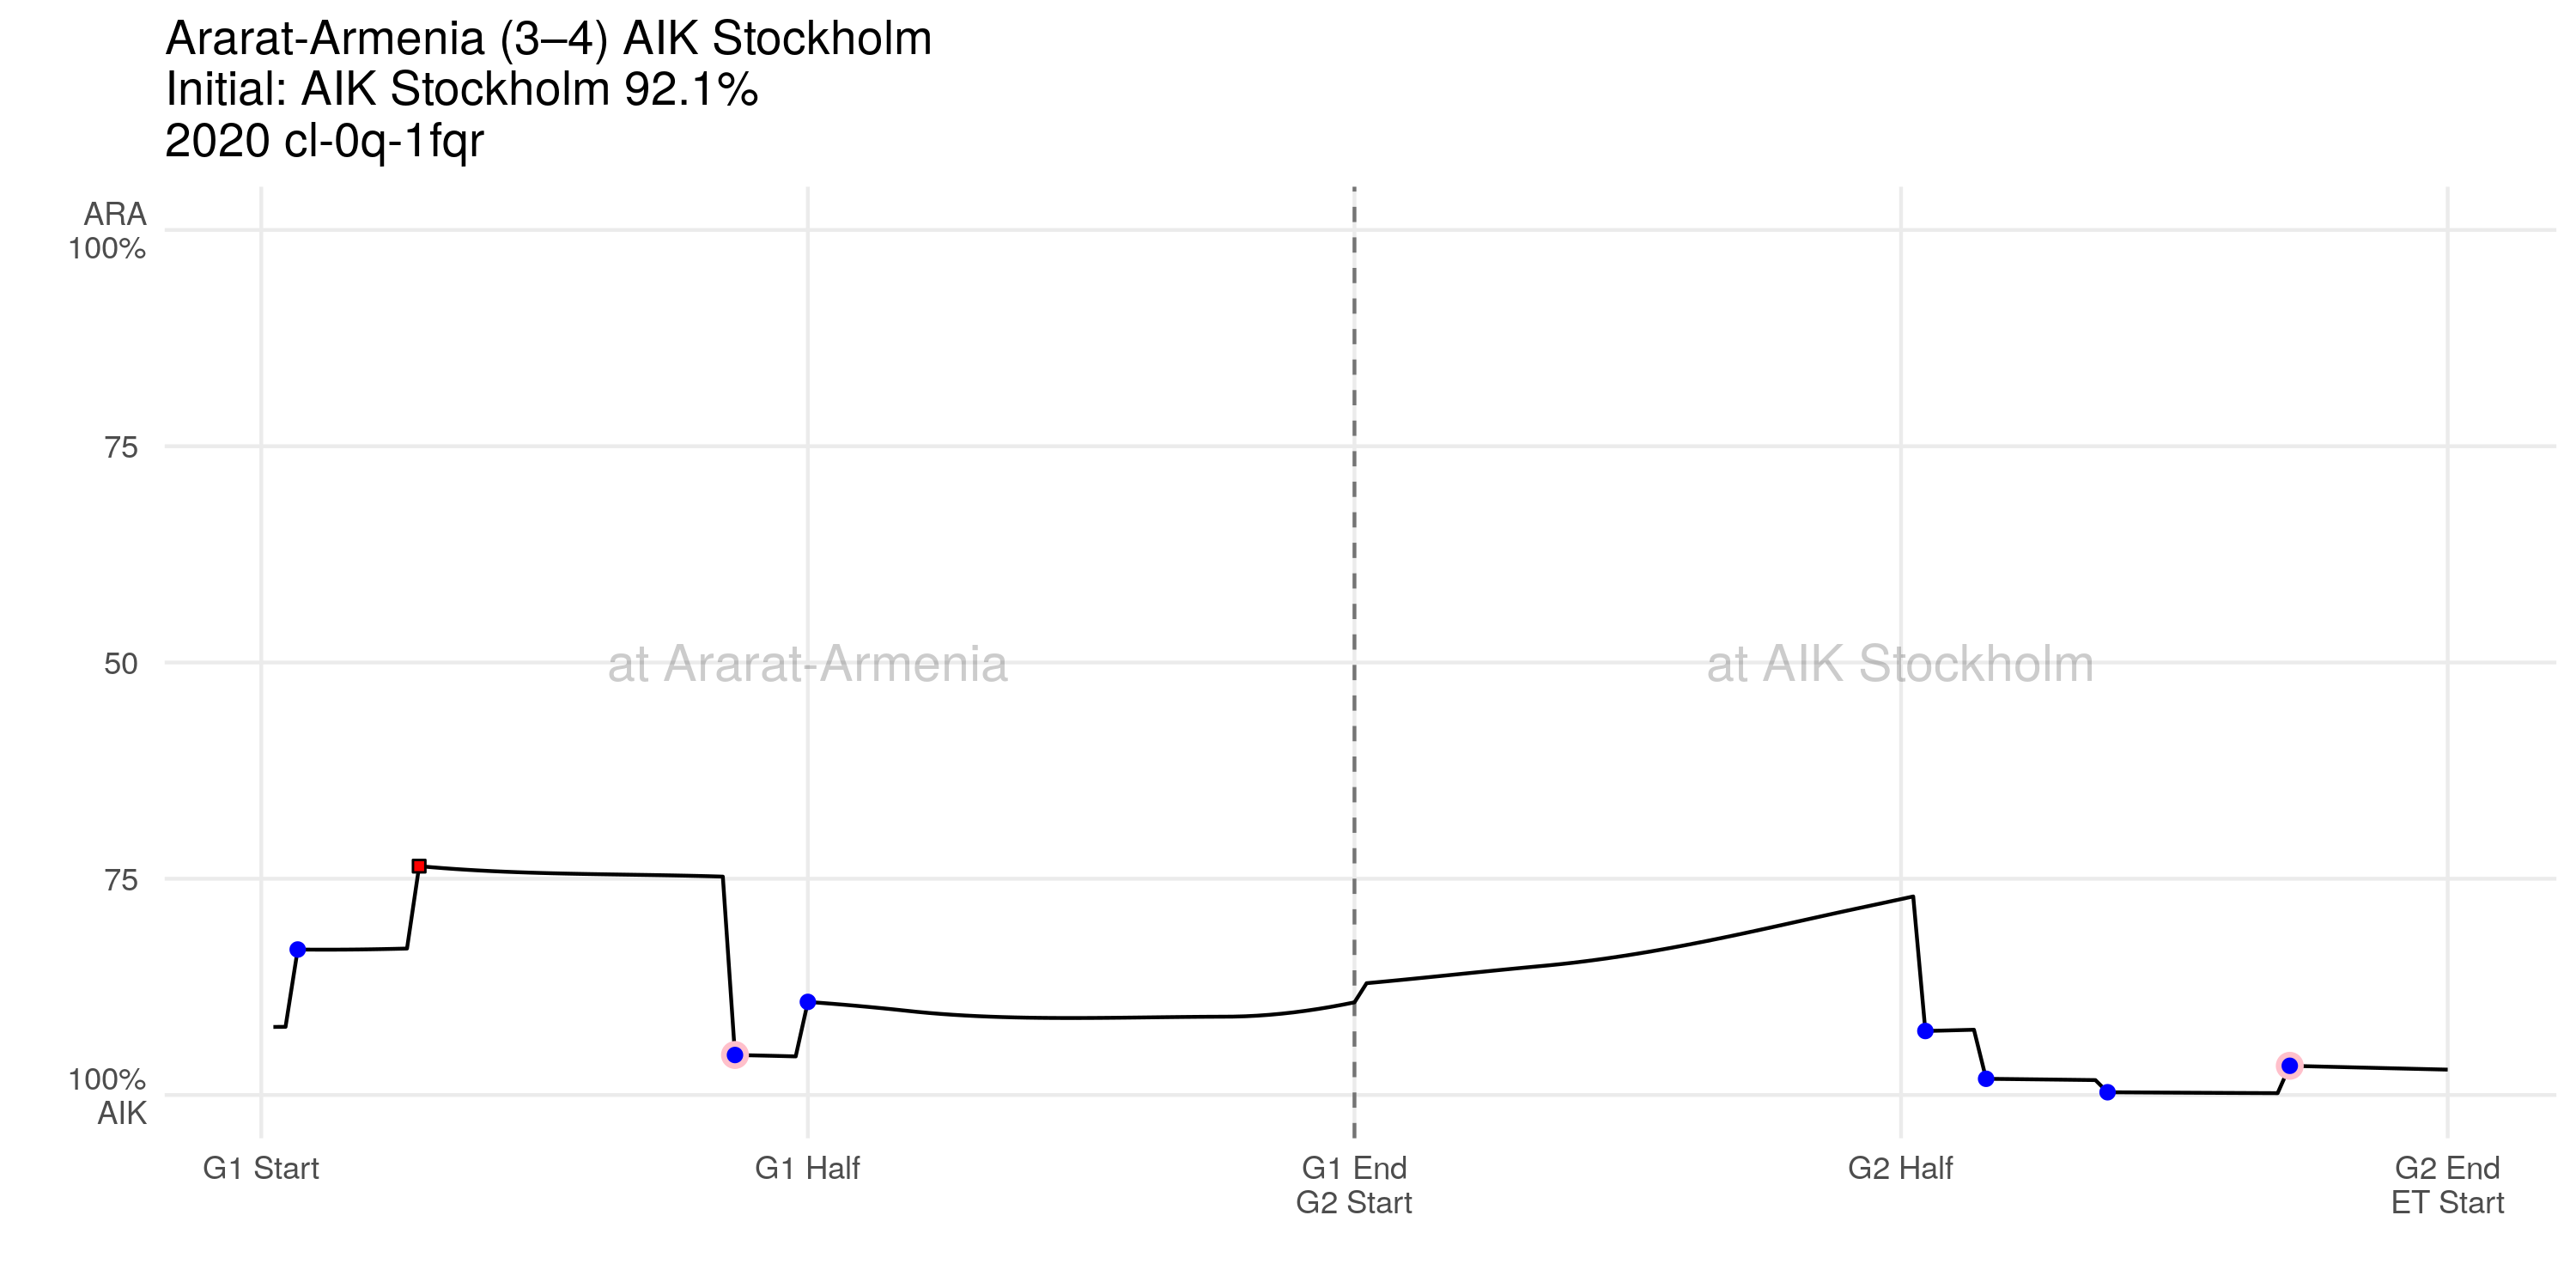 Ararat-Armenia (3–4) AIK Stockholm
Initial: AIK Stockholm 92.1%
2020 cl-0q-1fqr
ARA
100%
75
50
75
100%
AIK
at Ararat-Armenia
at AIK Stockholm
G1 Start
G1 Half
G1 End
G2 Start
G2 Half
G2 End
ET Start